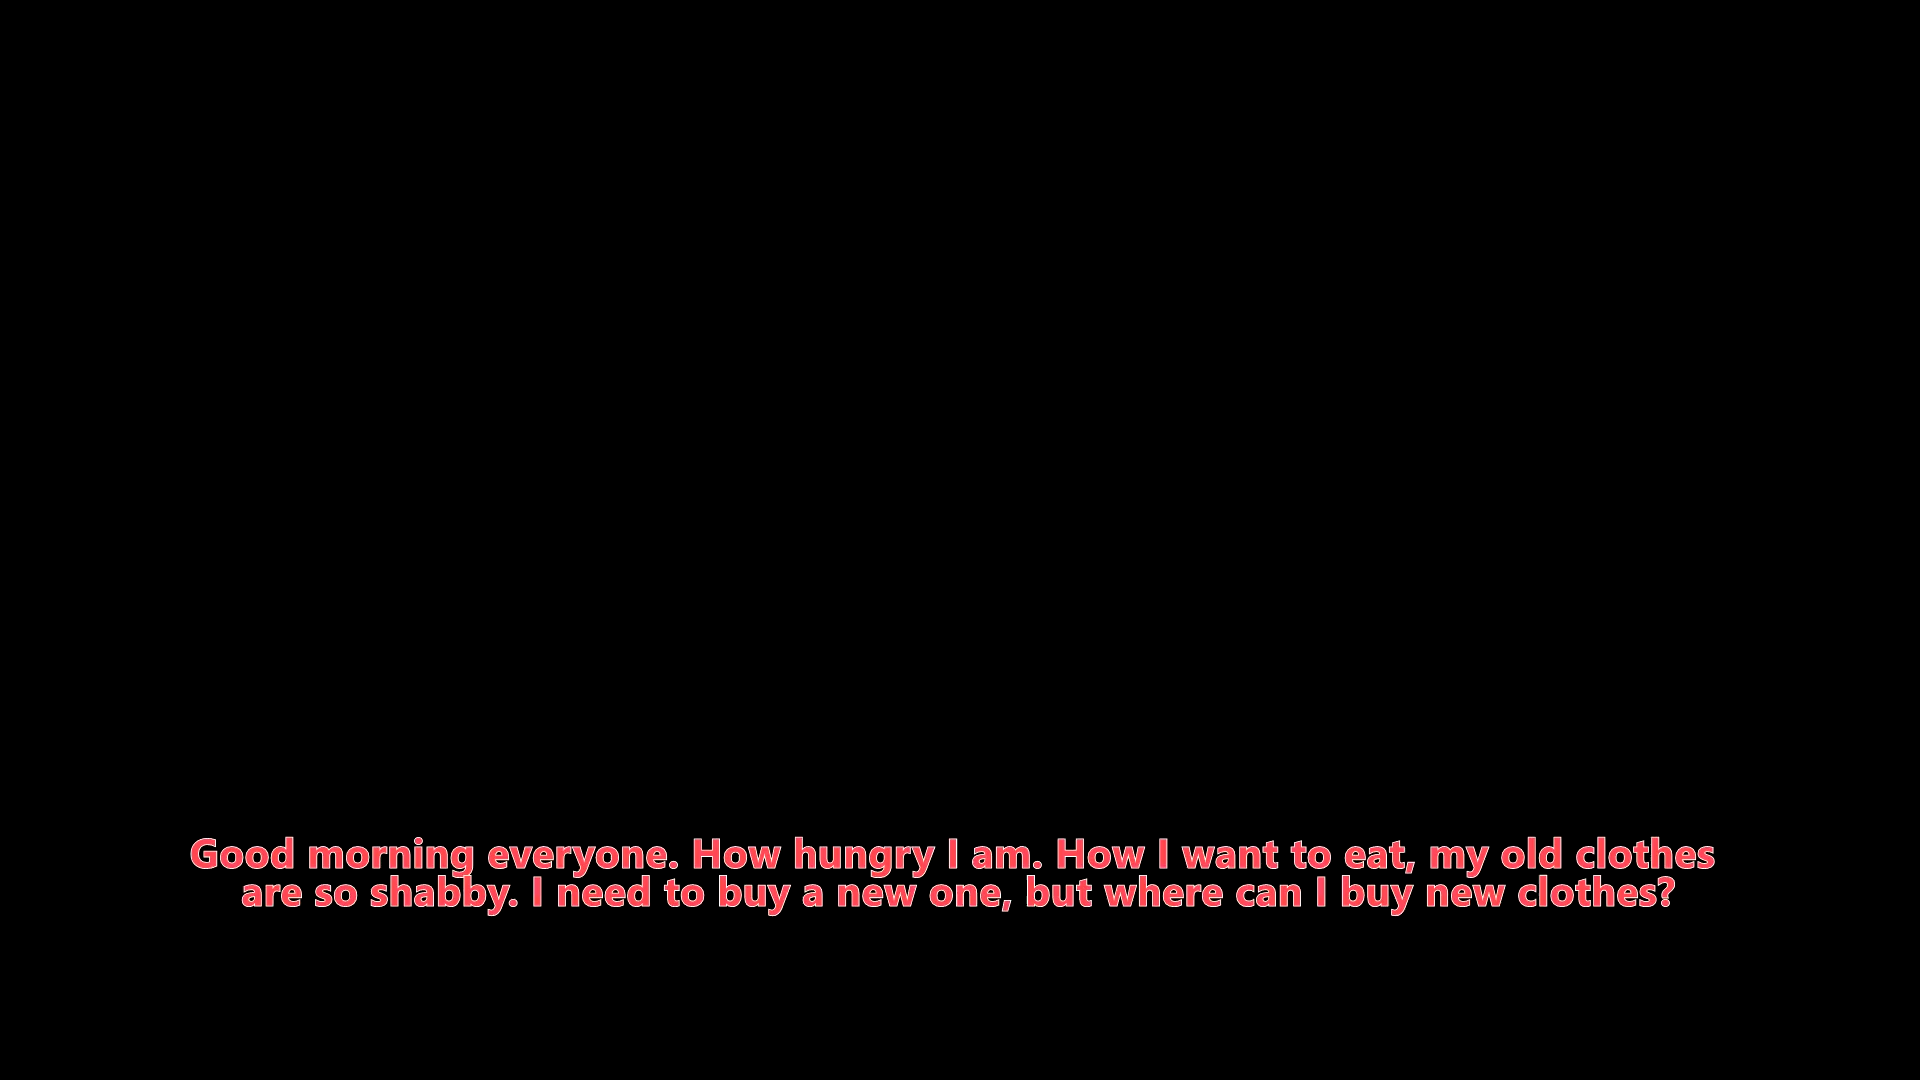 Good morning everyone. How hungry I am. How I want to eat, my old clothes
are so shabby. I need to buy a new one, but where can I buy new clothes?